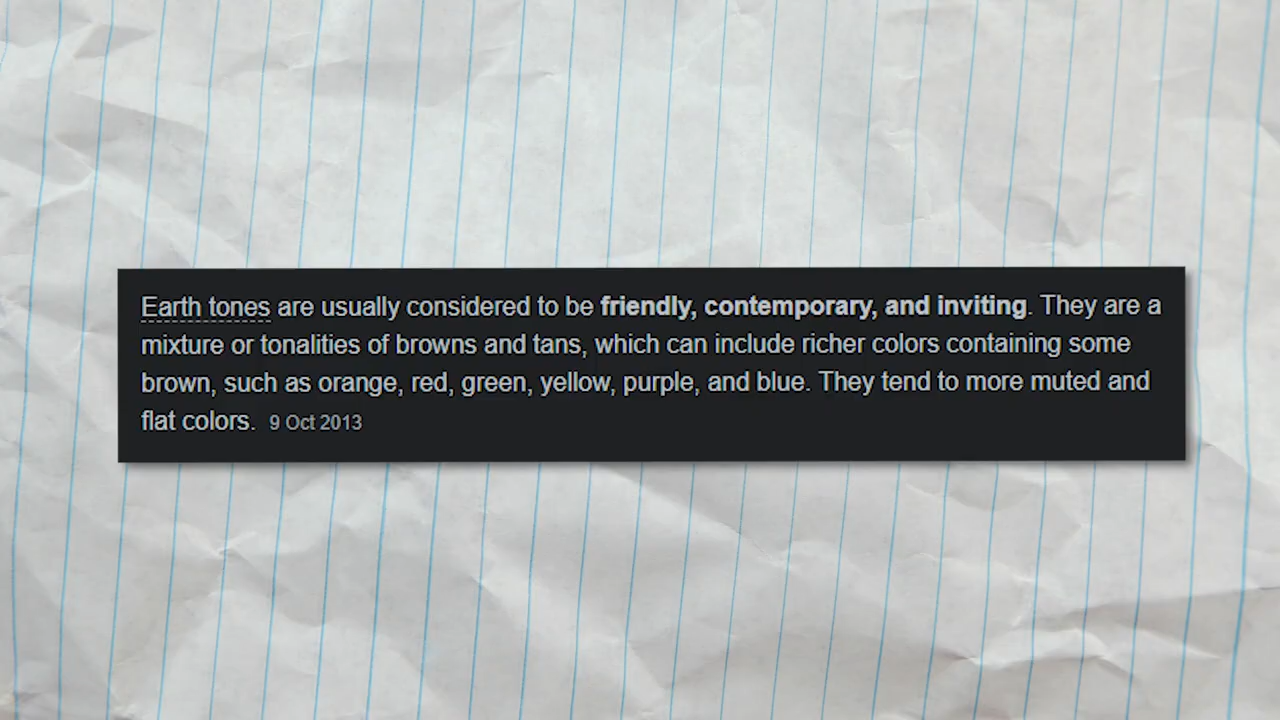 Earth tones are usually considered to be friendly, contemporary, and inviting. They are a
mixture or tonalities of browns and tans, which can include richer colors containing some
brown, such as orange, red, green, yellow, purple, and blue. They tend to more muted and
flat colors. 9 Oct 2013